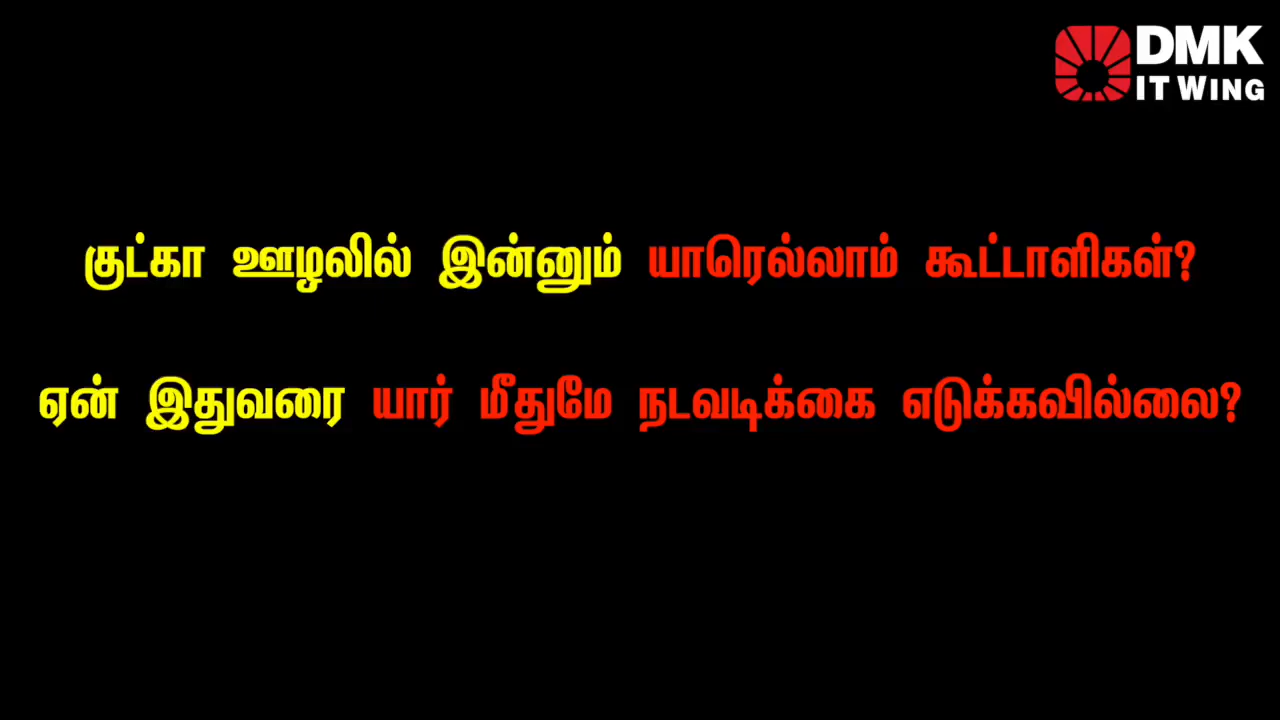 DMK
IT WING
குட்கா ஊழலில் இன்னும் யாரெல்லாம் கூட்டாளிகள்?
ஏன் இதுவரை யார் மீதுமே நடவடிக்கை எடுக்கவில்லை?